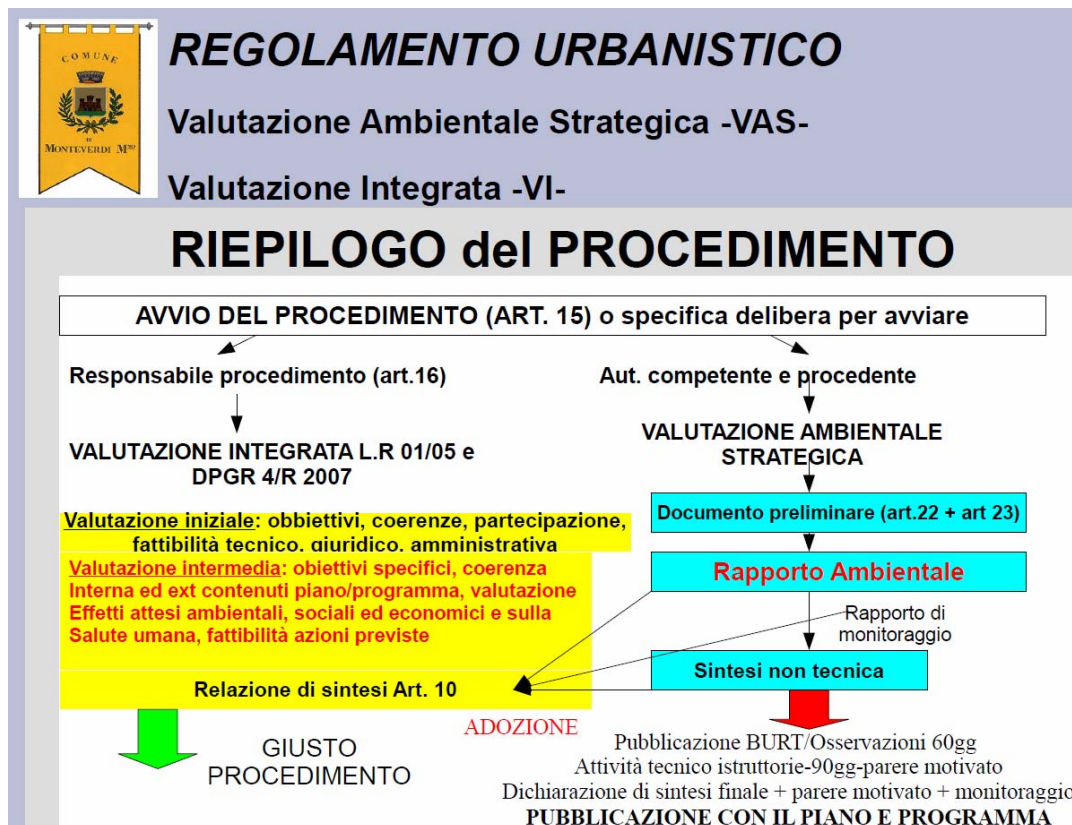 COMUNE
DI
MONTEVERDI M.MO
REGOLAMENTO URBANISTICO
Valutazione Ambientale Strategica -VAS-
Valutazione Integrata -VI-
RIEPILOGO del PROCEDIMENTO
AVVIO DEL PROCEDIMENTO (ART. 15) o specifica delibera per avviare
Responsabile procedimento (art.16)
VALUTAZIONE INTEGRATA L.R 01/05 e
DPGR 4/R 2007
Valutazione iniziale: obbiettivi, coerenze, partecipazione,
fattibilità tecnico, giuridico, amministrativa
Valutazione intermedia: obiettivi specifici, coerenza
Interna ed ext contenuti piano/programma, valutazione
Effetti attesi ambientali, sociali ed economici e sulla
Salute umana, fattibilità azioni previste
Relazione di sintesi Art. 10
GIUSTO
PROCEDIMENTO
Aut. competente e procedente
VALUTAZIONE AMBIENTALE
STRATEGICA
Documento preliminare (art.22 + art 23)
Rapporto Ambientale
Rapporto di
monitoraggio
Sintesi non tecnica
ADOZIONE
Pubblicazione BURT/Osservazioni 60gg
Attività tecnico istruttorie-90gg-parere motivato
Dichiarazione di sintesi finale + parere motivato + monitoraggio
PUBBLICAZIONE CON IL PIANO E PROGRAMMA